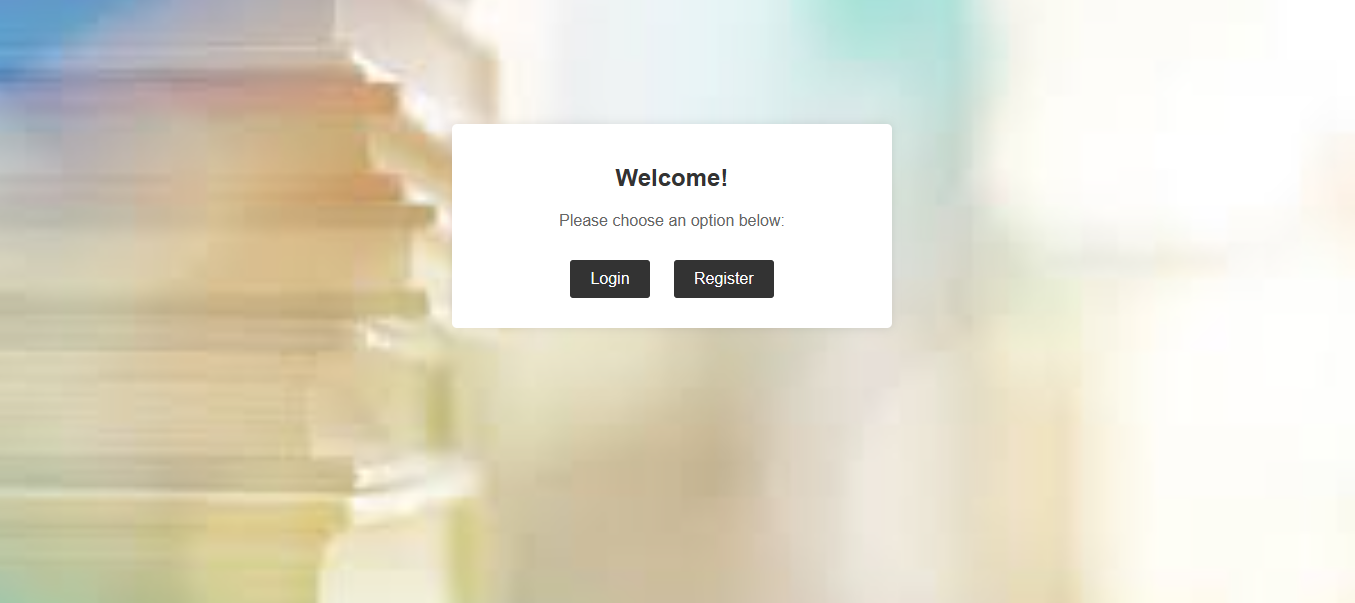 Welcome!
Please choose an option below:
Login
Register